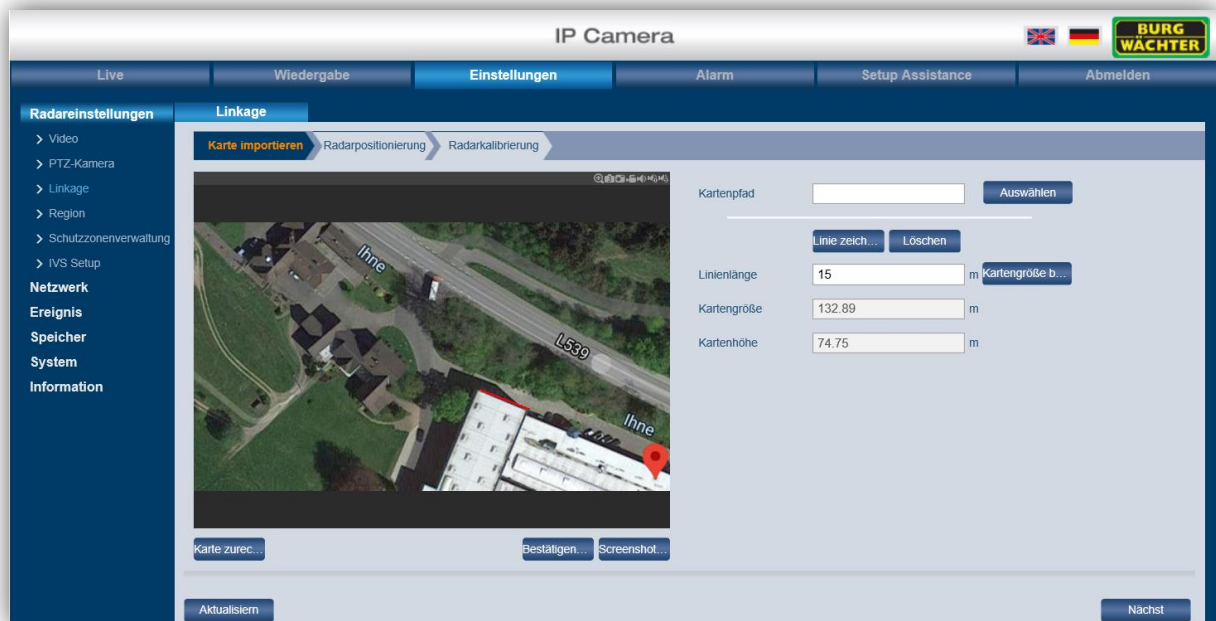 IP Camera
BURG
WÄCHTER
Live
Wiedergabe
Einstellungen
Alarm
Setup Assistance
Abmelden
Radareinstellungen
Video
PTZ-Kamera
Linkage
Region
Schutzzonenverwaltung
IVS Setup
Netzwerk
Ereignis
Speicher
System
Information
Linkage
Karte importieren
Radarpositionierung
Radarkalibrierung
Ihne
L539
Ihne
Kartenpfad
Auswählen
Linie zeich...
Löschen
Linienlänge
15
m
Kartengröße b...
Kartengröße
132.89
m
Kartenhöhe
74.75
m
Karte zurec...
Bestätigen...
Screenshot...
Aktualisiern
Nächst